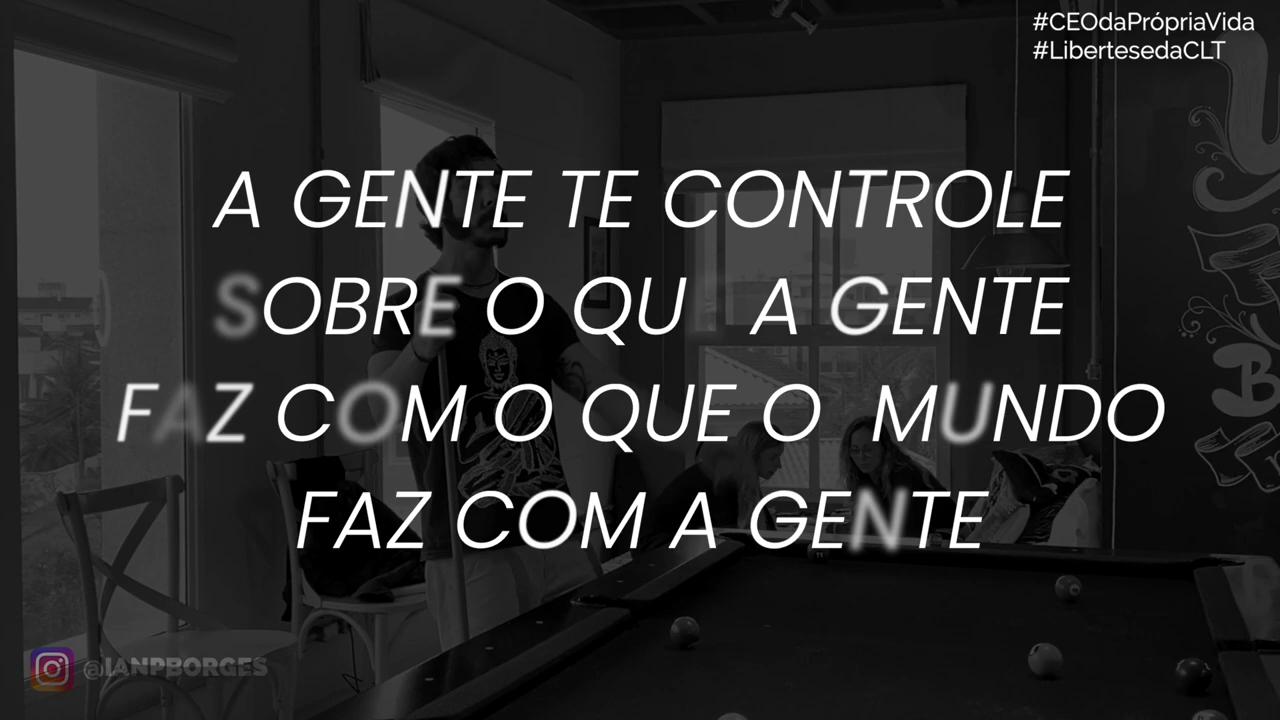 #CEOdaPrópriaVida
#LibertesedaCLT
A GENTE TE CONTROLE
SOBRE O QU A GENTE
FAZ COM O QUE O MUNDO
FAZ COM A GENTE
@IANPBORGES